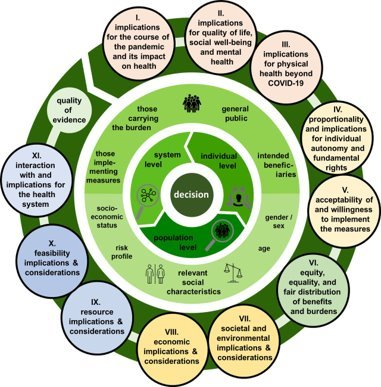 I.
implications
for the course of
the pandemic
and its impact
on health
II.
implications
for quality of life,
social well-being
and mental
health
III.
implications
for physical
health beyond
COVID-19
IV.
proportionality
and implications
for individual
autonomy and
fundamental
rights
V.
acceptability of
and willingness
to implement
the measures
VI.
equity,
equality, and
fair distribution
of benefits
and burdens
VII.
societal and
environmental
implications &
considerations
VIII.
economic
implications &
considerations
IX.
resource
implications &
considerations
X.
feasibility
implications &
considerations
XI.
interaction
with and
implications for
the health
system
quality
of
evidence
those
carrying the
burden
general
public
intended
benefic-
iaries
gender /
sex
age
relevant
social
characteristics
risk
profile
socio-
economic
status
those
imple-
menting
measures
system
level
individual
level
population
level
decision